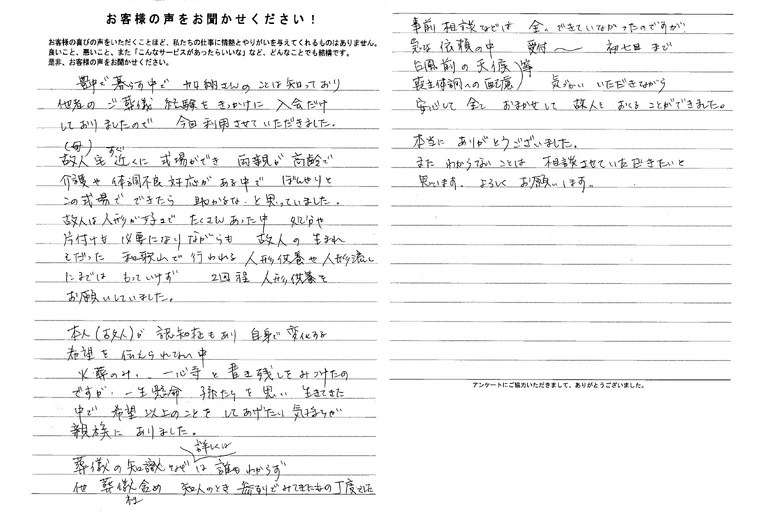 お客様の声をお聞かせください！
お客様の喜びの声をいただくことほど、私たちの仕事に情熱とやりがいを与えてくれるものはありません。
良いこと、悪いこと、また「こんなサービスがあったらいいな」など、どんなことでも結構です。
是非、お客様の声をお聞かせください。
豊中で暮らす中で 加納さんのことは知っており
他社のご葬儀 経験をきっかけに 入会だけ
しておりましたので 今回利用させていただきました。
(母) すぐ
故人宅近くに 式場ができ 両親が高齢で
介護や体調不良対応がある中で ぼんやりと
この式場で できたら 助かるな、と思っていました。
故人は人形が好きで たくさんあった中 処分や
片付けも 必要になりながらも 故人の 生まれ
そだった 和歌山で行われる 人形供養や人形流し
にまでは もっていけず 2回程 人形供養を
お願いしていました。
本人(故人)が 認知症もあり 自身で変化する
希望を 伝えられない中
火葬のみ、一心寺 と書き残しをみつけたの
ですが、一生懸命 孫たちを思い 生きてきた
中で 希望以上のことを してあげたい気持ちが
親族に ありました。
詳しくは
葬儀の知識など は 誰もわからず
他 葬儀社含め 知人のとき 参列でみてきたもの
事前相談などは 全くできていなかったのですが
急な依頼の中 受付〜 初七日まで
台風前の天候 等
喪主体調への配慮 気づかいいただきながら
安心して 全て おまかせして 故人を おくることができました。
本当に ありがとうございました。
また わからないことは 相談させていただきたいと
思います。よろしく お願いします。
アンケートにご協力いただきまして、ありがとうございました。